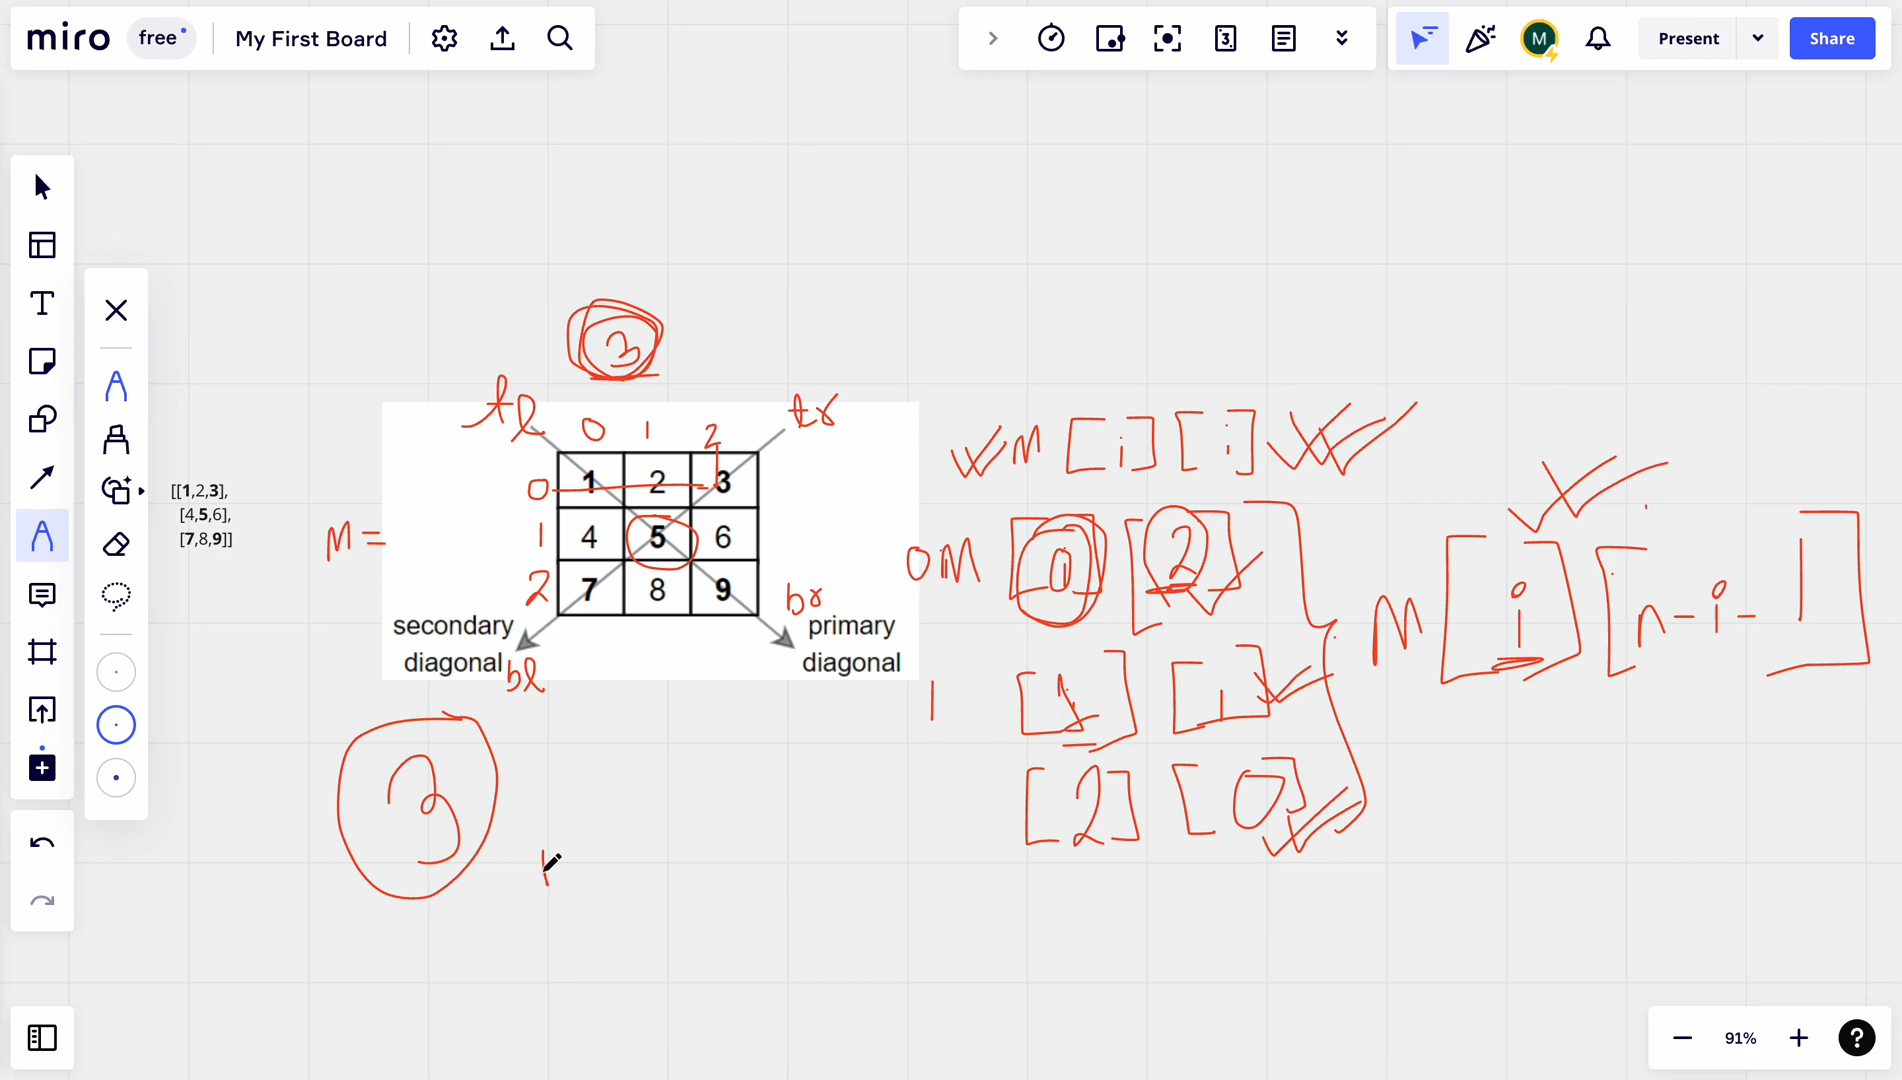 miro free My First Board
3
M
Present
Share
3
tl
tr
0 1 2
0 1 2 3
1 4 5 6
2 7 8 9
[[1,2,3],
[4,5,6],
[7,8,9]]
M =
br
secondary
diagonal
bl
primary
diagonal
M [i] [i]
0 M [0] [2]
1 [1] [1]
[2] [0]
M [i] [n-i-1]
3
91%
?